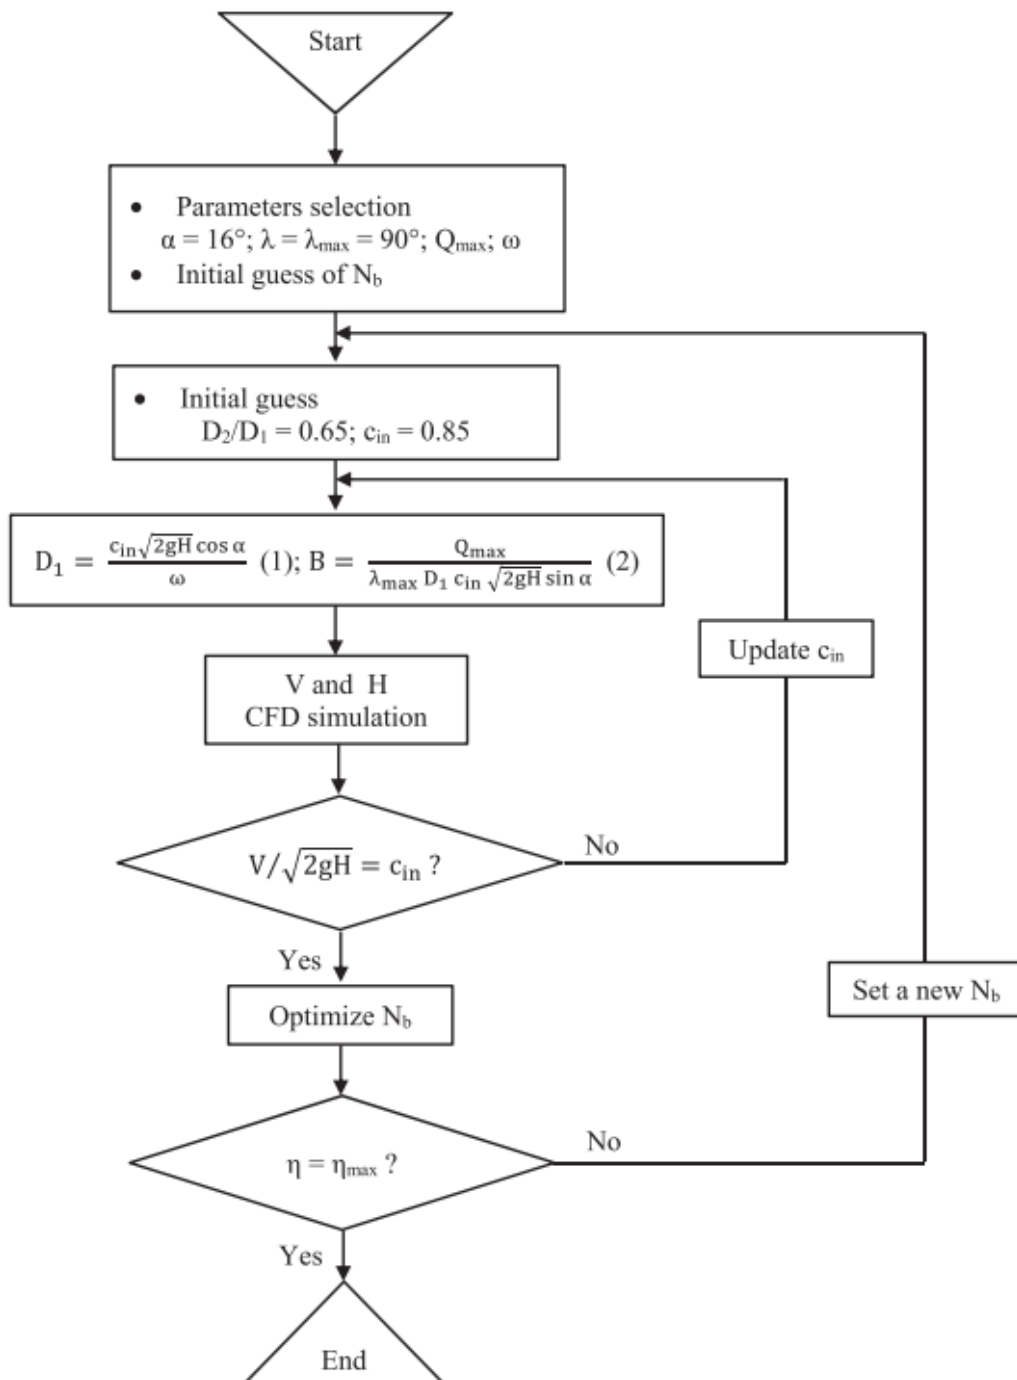 Start
• Parameters selection
α = 16°; λ = λmax = 90°; Qmax; ω
• Initial guess of Nb
• Initial guess
D2/D1 = 0.65; cin = 0.85
D1 = cin√2gH cos α / ω (1); B = Qmax / λmax D1 cin √2gH sin α (2)
Update cin
V and H
CFD simulation
V/√2gH = cin ?
No
Yes
Set a new Nb
Optimize Nb
No
η = ηmax ?
Yes
End